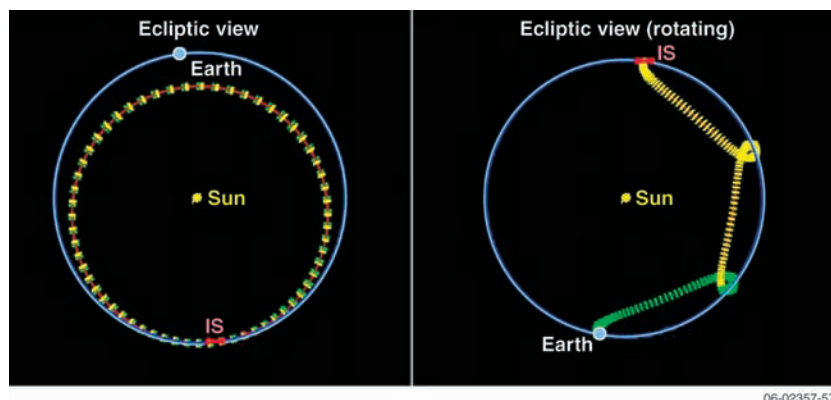 Ecliptic view
Earth
Sun
IS
Ecliptic view (rotating)
IS
Sun
Earth